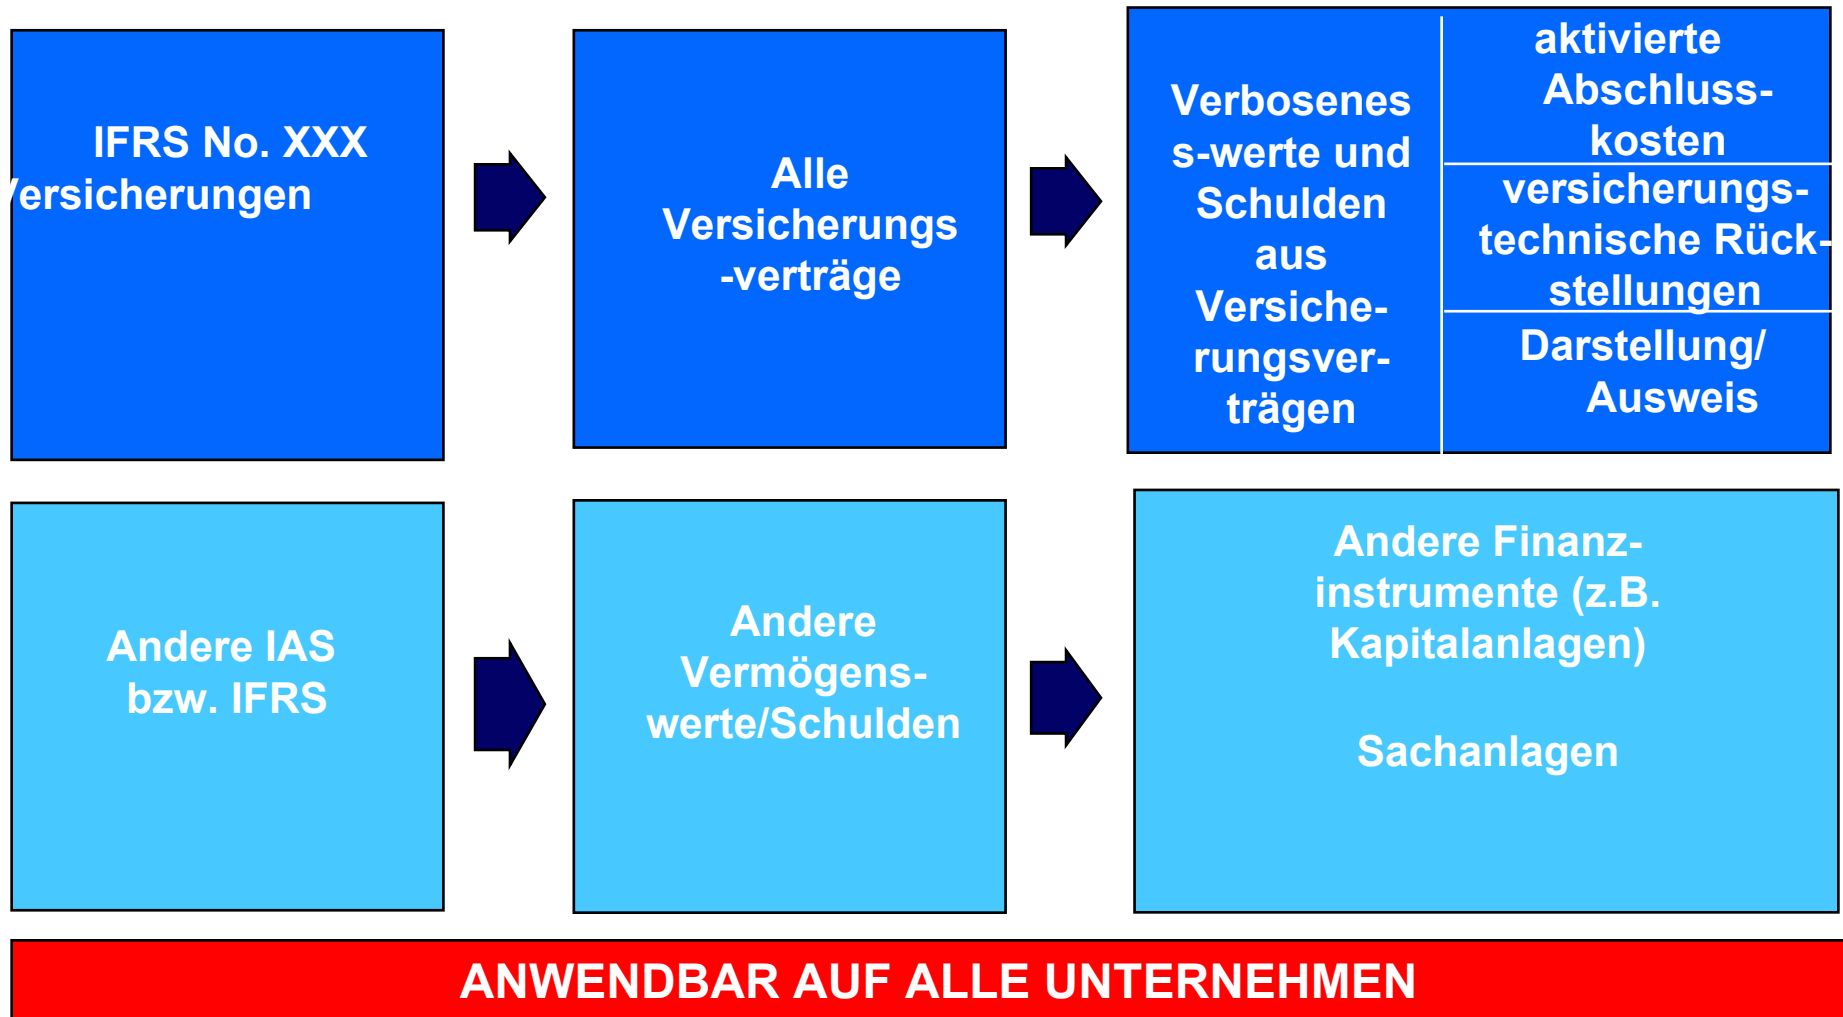 IFRS No. XXX
Versicherungen
Alle
Versicherungs
-verträge
Verbosenes
s-werte und
Schulden
aus
Versiche-
rungsver-
trägen
aktivierte
Abschluss-
kosten
versicherungs-
technische Rück-
stellungen
Darstellung/
Ausweis
Andere IAS
bzw. IFRS
Andere
Vermögens-
werte/Schulden
Andere Finanz-
instrumente (z.B.
Kapitalanlagen)
Sachanlagen
ANWENDBAR AUF ALLE UNTERNEHMEN